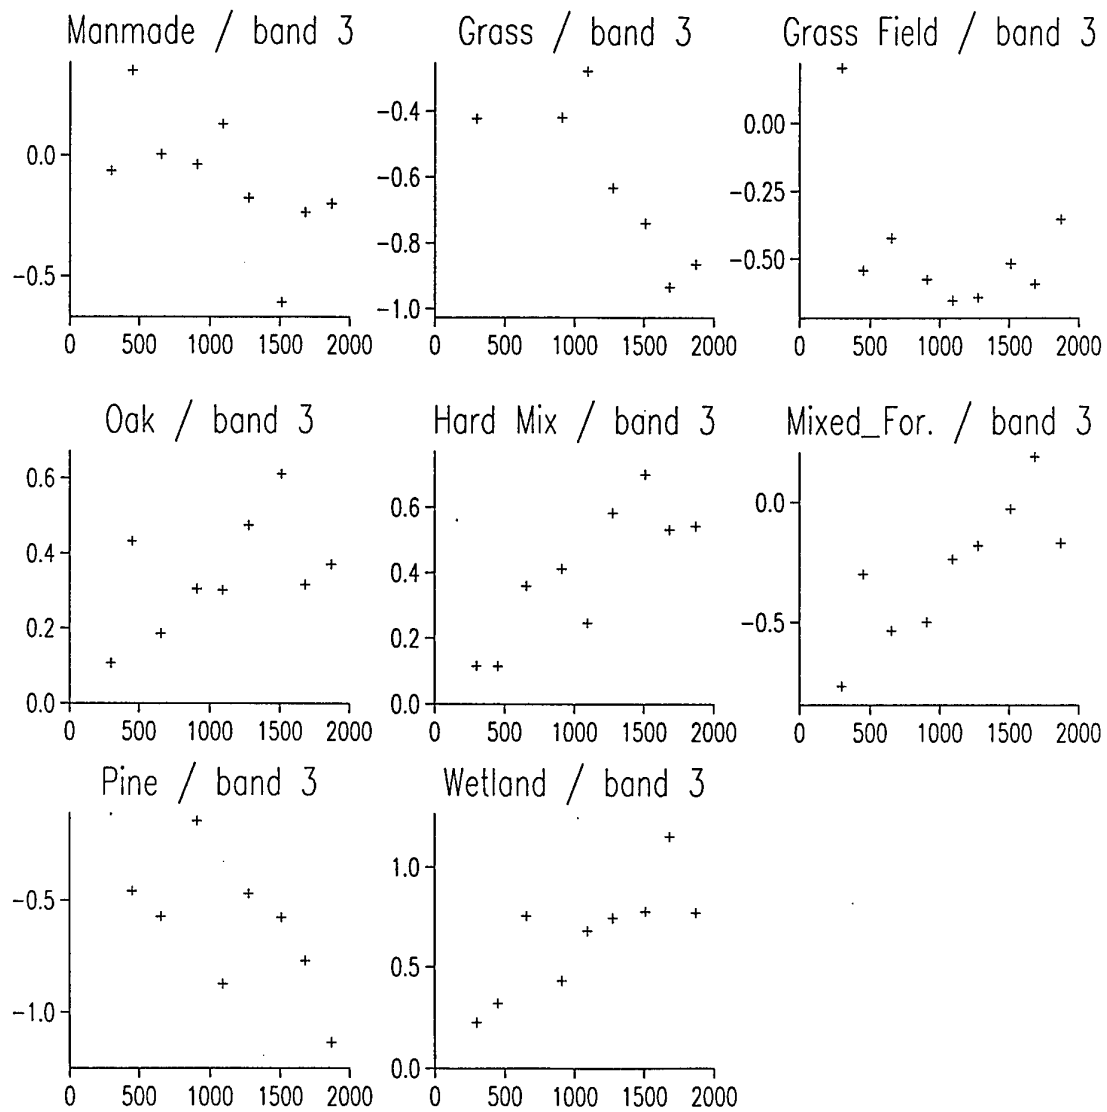 Manmade / band 3
0.0
−0.5
0 500 1000 1500 2000
Grass / band 3
−0.4
−0.6
−0.8
−1.0
0 500 1000 1500 2000
Grass Field / band 3
0.00
−0.25
−0.50
0 500 1000 1500 2000
Oak / band 3
0.6
0.4
0.2
0.0
0 500 1000 1500 2000
Hard Mix / band 3
0.6
0.4
0.2
0.0
0 500 1000 1500 2000
Mixed_For. / band 3
0.0
−0.5
0 500 1000 1500 2000
Pine / band 3
−0.5
−1.0
0 500 1000 1500 2000
Wetland / band 3
1.0
0.5
0.0
0 500 1000 1500 2000